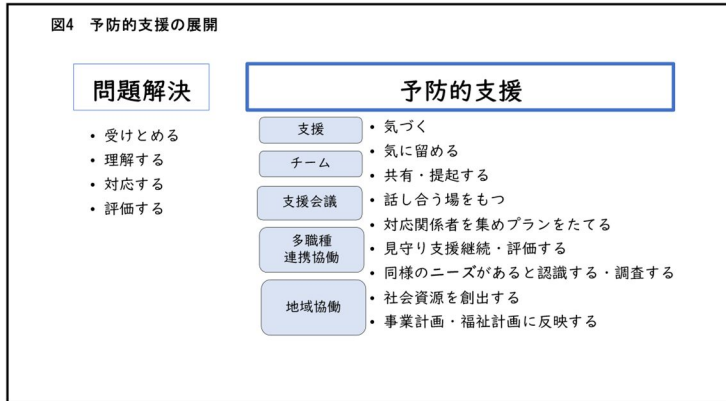 図4 予防的支援の展開
問題解決
• 受けとめる
• 理解する
• 対応する
• 評価する
予防的支援
支援
チーム
支援会議
多職種
連携協働
地域協働
• 気づく
• 気に留める
• 共有・提起する
• 話し合う場をもつ
• 対応関係者を集めプランをたてる
• 見守り支援継続・評価する
• 同様のニーズがあると認識する・調査する
• 社会資源を創出する
• 事業計画・福祉計画に反映する